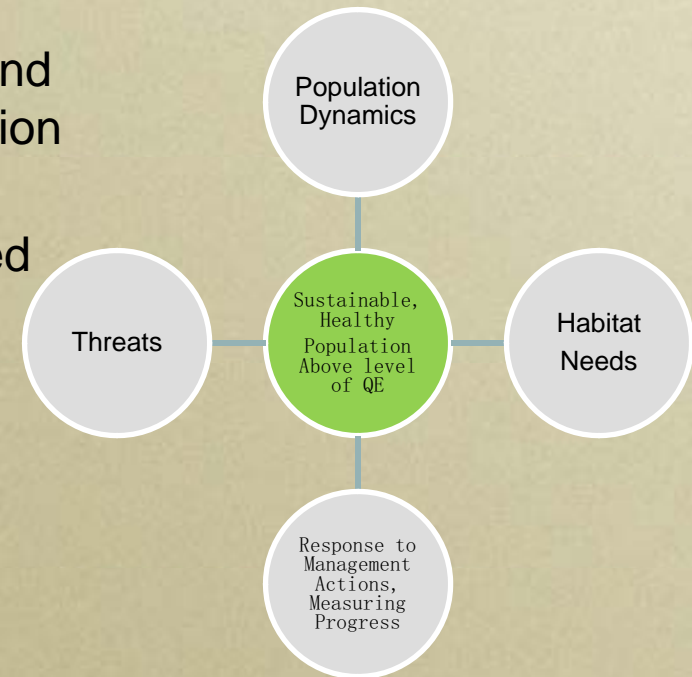 nd
ion
ed
Population
Dynamics
Threats
Sustainable,
Healthy
Population
Above level
of QE
Habitat
Needs
Response to
Management
Actions,
Measuring
Progress